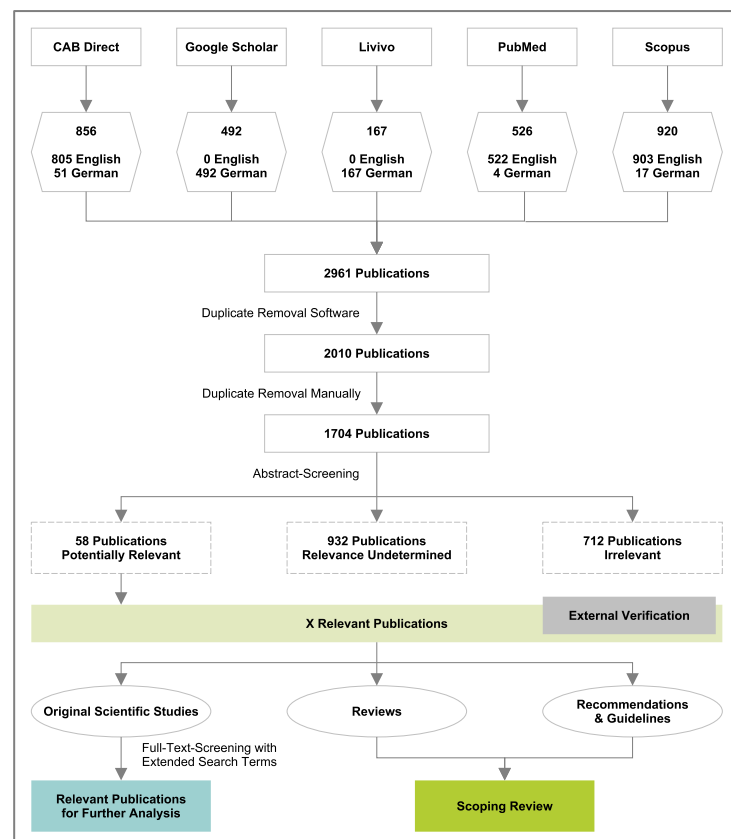 CAB Direct
Google Scholar
Livivo
PubMed
Scopus
856
805 English
51 German
492
0 English
492 German
167
0 English
167 German
526
522 English
4 German
920
903 English
17 German
2961 Publications
Duplicate Removal Software
2010 Publications
Duplicate Removal Manually
1704 Publications
Abstract-Screening
58 Publications
Potentially Relevant
932 Publications
Relevance Undetermined
712 Publications
Irrelevant
External Verification
X Relevant Publications
Original Scientific Studies
Reviews
Recommendations
& Guidelines
Full-Text-Screening with
Extended Search Terms
Relevant Publications
for Further Analysis
Scoping Review